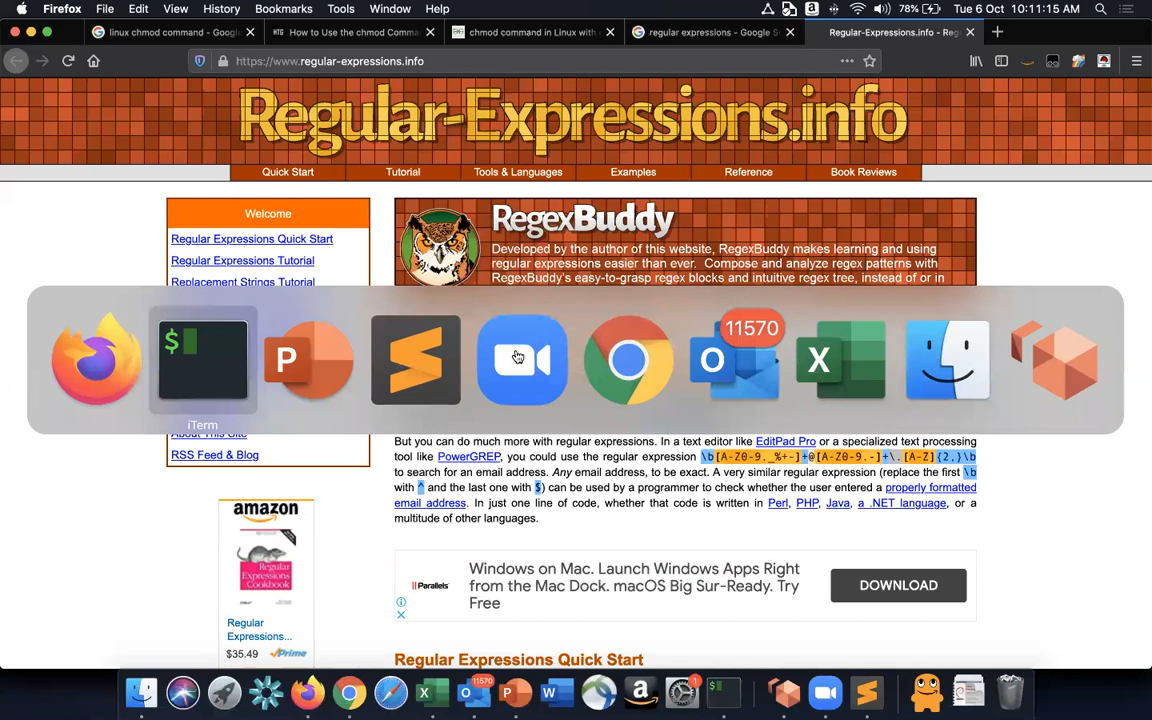 Firefox File Edit View History Bookmarks Tools Window Help 78% Tue 6 Oct 10:11:15 AM
linux chmod command - Google
HTG How to Use the chmod Comma
chmod command in Linux with
regular expressions - Google S
Regular-Expressions.info - Reg
https://www.regular-expressions.info
Regular-Expressions.info
Quick Start Tutorial Tools & Languages Examples Reference Book Reviews
Welcome
Regular Expressions Quick Start
Regular Expressions Tutorial
Replacement Strings Tutorial
RegexBuddy
Developed by the author of this website, RegexBuddy makes learning and using
regular expressions easier than ever. Compose and analyze regex patterns with
RegexBuddy's easy-to-grasp regex blocks and intuitive regex tree, instead of or in
$
P
11570
O
X
iTerm
About This Site
RSS Feed & Blog
But you can do much more with regular expressions. In a text editor like EditPad Pro or a specialized text processing
tool like PowerGREP, you could use the regular expression \b[A-Z0-9._%+-]+@[A-Z0-9.-]+\.[A-Z]{2,}\b
to search for an email address. Any email address, to be exact. A very similar regular expression (replace the first \b
with ^ and the last one with $) can be used by a programmer to check whether the user entered a properly formatted
email address. In just one line of code, whether that code is written in Perl, PHP, Java, a .NET language, or a
multitude of other languages.
amazon
Regular
Expressions
Cookbook
Regular
Expressions...
$35.49 Prime
Parallels
Windows on Mac. Launch Windows Apps Right
from the Mac Dock. macOS Big Sur-Ready. Try
Free
DOWNLOAD
Regular Expressions Quick Start
X
11570
O
P
W
a
1
$